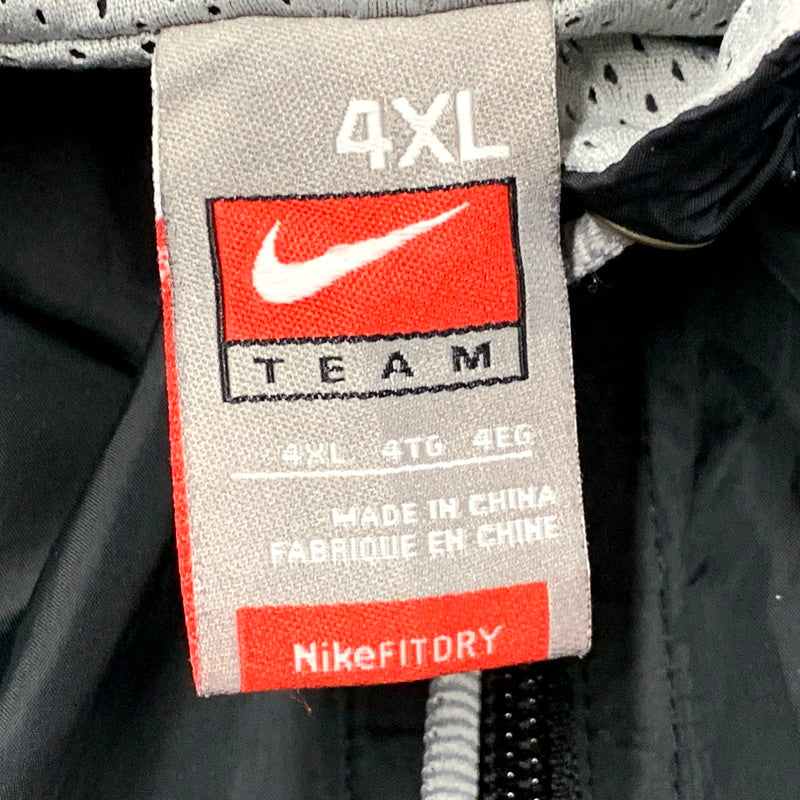 4XL
TEAM
4XL 4TG 4EG
MADE IN CHINA
FABRIQUE EN CHINE
NikeFITDRY